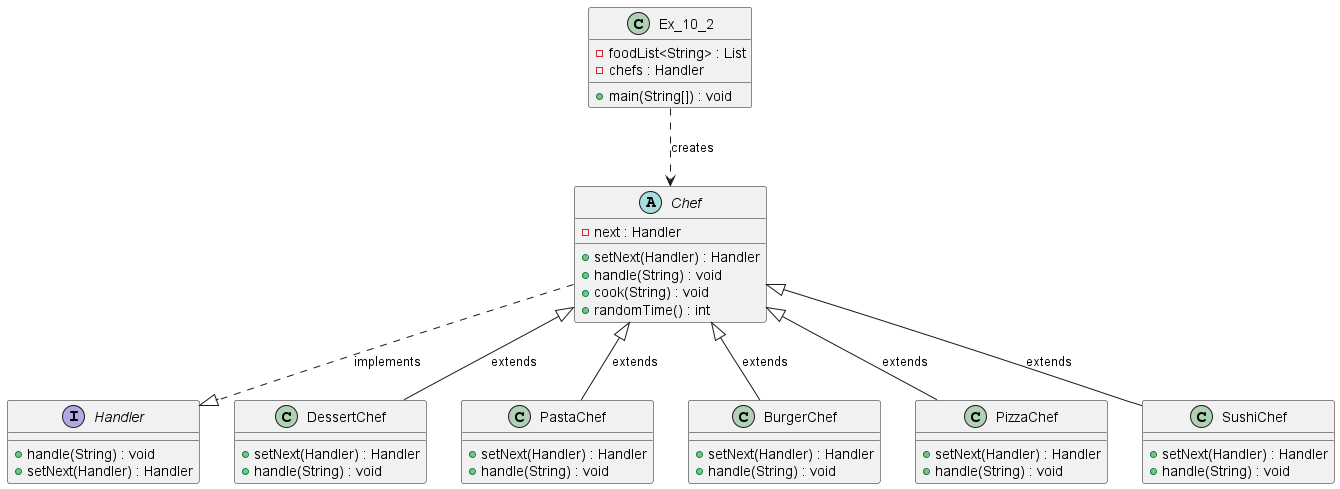 C Ex_10_2
foodList<String> : List
chefs : Handler
main(String[]) : void
creates
A Chef
next : Handler
setNext(Handler) : Handler
handle(String) : void
cook(String) : void
randomTime() : int
implements
extends
extends
extends
extends
extends
I Handler
handle(String) : void
setNext(Handler) : Handler
C DessertChef
setNext(Handler) : Handler
handle(String) : void
C PastaChef
setNext(Handler) : Handler
handle(String) : void
C BurgerChef
setNext(Handler) : Handler
handle(String) : void
C PizzaChef
setNext(Handler) : Handler
handle(String) : void
C SushiChef
setNext(Handler) : Handler
handle(String) : void